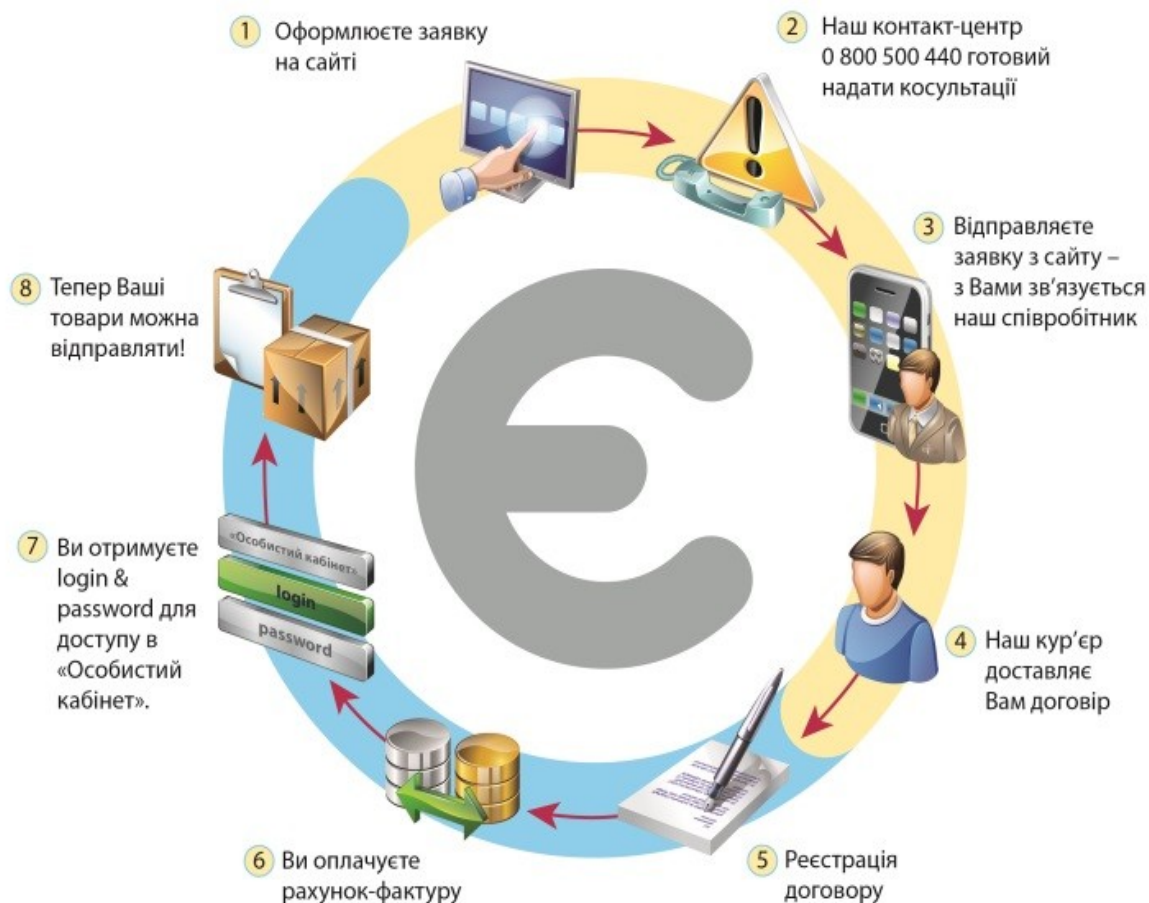 1 Оформлюєте заявку
на сайті
2 Наш контакт-центр
0 800 500 440 готовий
надати косультації
3 Відправляєте
заявку з сайту –
з Вами зв’язується
наш співробітник
4 Наш кур’єр
доставляє
Вам договір
5 Реєстрація
договору
6 Ви оплачуєте
рахунок-фактуру
7 Ви отримуєте
login &
password для
доступу в
«Особистий
кабінет».
8 Тепер Ваші
товари можна
відправляти!
«Особистий кабінет»
login
password
є